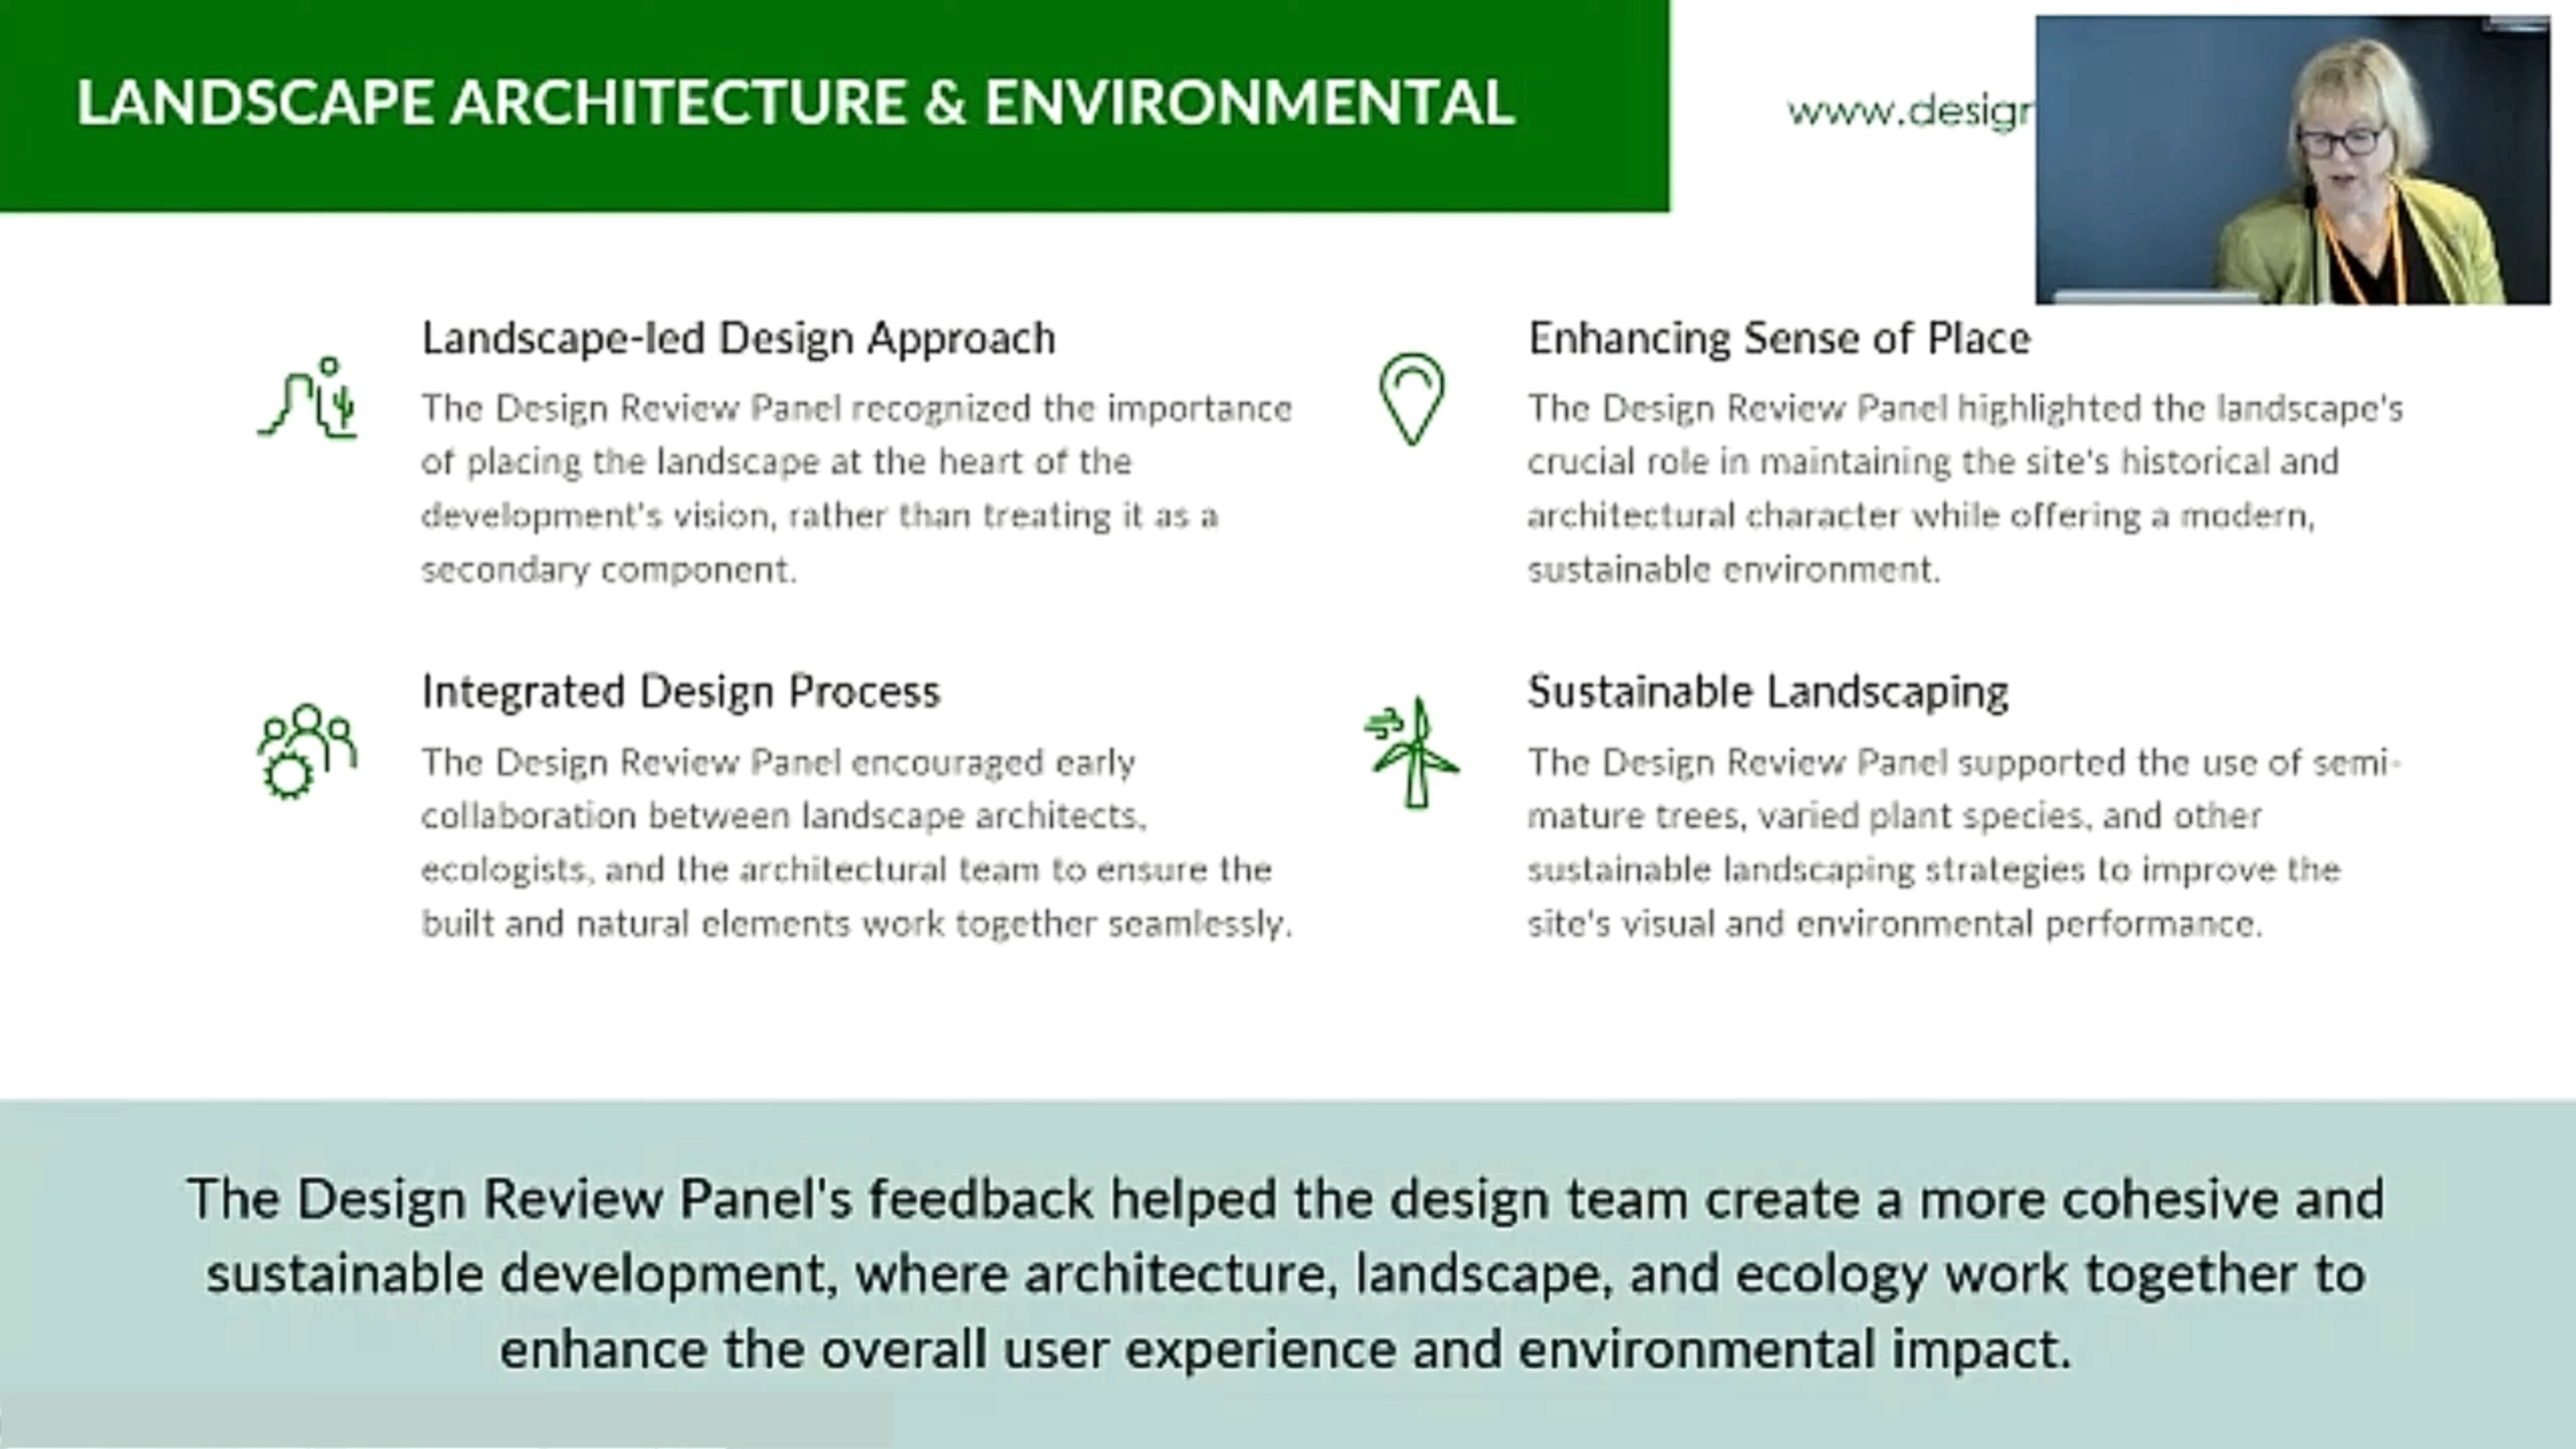 LANDSCAPE ARCHITECTURE & ENVIRONMENTAL
www.design
Landscape-led Design Approach
The Design Review Panel recognized the importance
of placing the landscape at the heart of the
development's vision, rather than treating it as a
secondary component.
Enhancing Sense of Place
The Design Review Panel highlighted the landscape's
crucial role in maintaining the site's historical and
architectural character while offering a modern,
sustainable environment.
Integrated Design Process
The Design Review Panel encouraged early
collaboration between landscape architects,
ecologists, and the architectural team to ensure the
built and natural elements work together seamlessly.
Sustainable Landscaping
The Design Review Panel supported the use of semi-
mature trees, varied plant species, and other
sustainable landscaping strategies to improve the
site's visual and environmental performance.
The Design Review Panel's feedback helped the design team create a more cohesive and
sustainable development, where architecture, landscape, and ecology work together to
enhance the overall user experience and environmental impact.